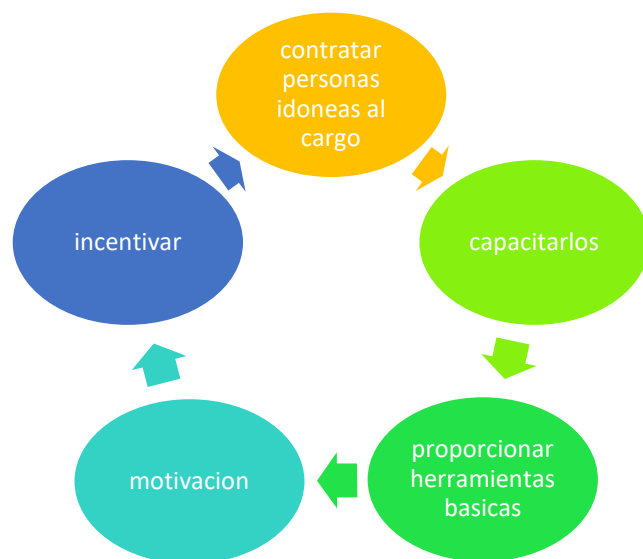 contratar
personas
idoneas al
cargo
capacitarlos
proporcionar
herramientas
basicas
motivacion
incentivar